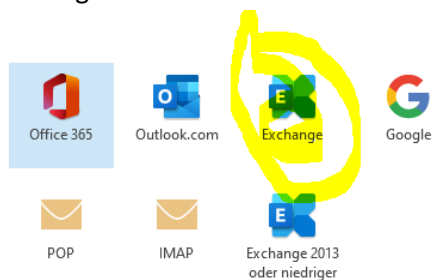 Office 365
Outlook.com
Exchange
Google
POP
IMAP
Exchange 2013
oder niedriger